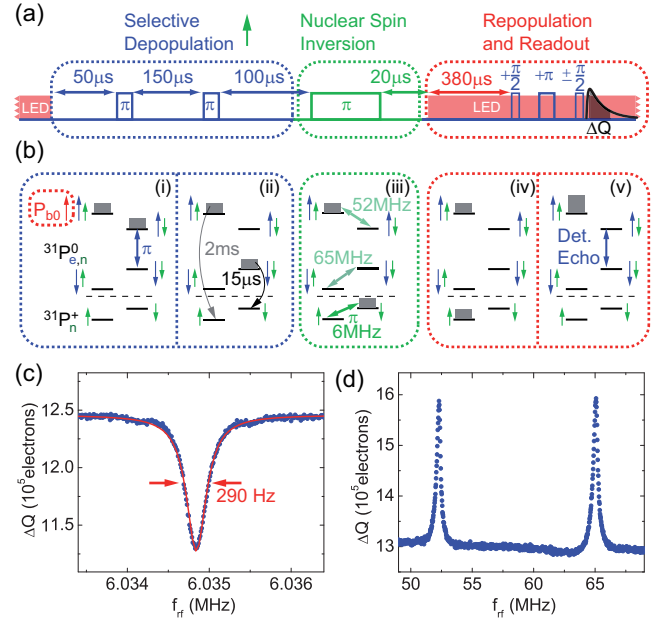 (a)
Selective
Depopulation
Nuclear Spin
Inversion
Repopulation
and Readout
50μs
150μs
100μs
20μs
380μs
+π/2
+π
±π/2
LED
π
π
π
LED
ΔQ
(b)
(i)
(ii)
(iii)
(iv)
(v)
P_b0
³¹P⁰_e,n
³¹P⁺_n
π
2ms
15μs
52MHz
65MHz
π
6MHz
Det.
Echo
(c)
ΔQ (10⁵electrons)
12.5
12.0
11.5
290 Hz
6.034
6.035
6.036
f_rf (MHz)
(d)
ΔQ (10⁵electrons)
16
15
14
13
50
55
60
65
f_rf (MHz)